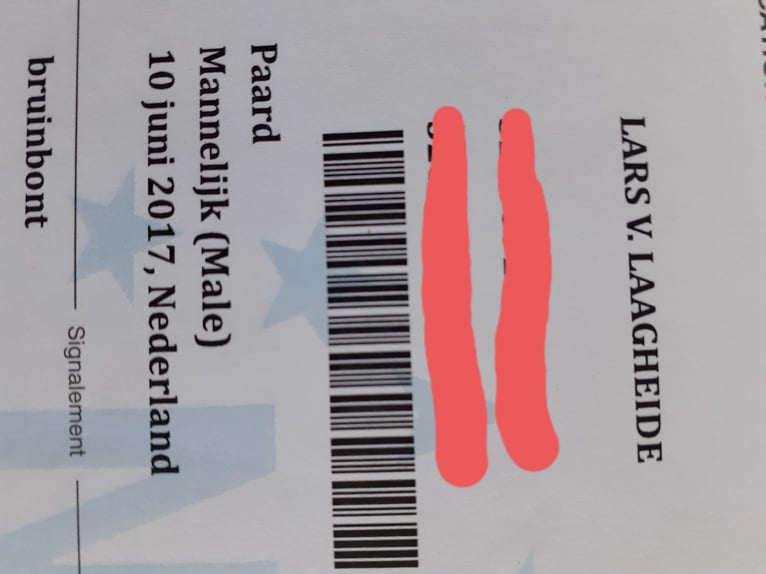 LARS V. LAAGHEIDE
Paard
Mannelijk (Male)
10 juni 2017, Nederland
Signalement
bruinbont